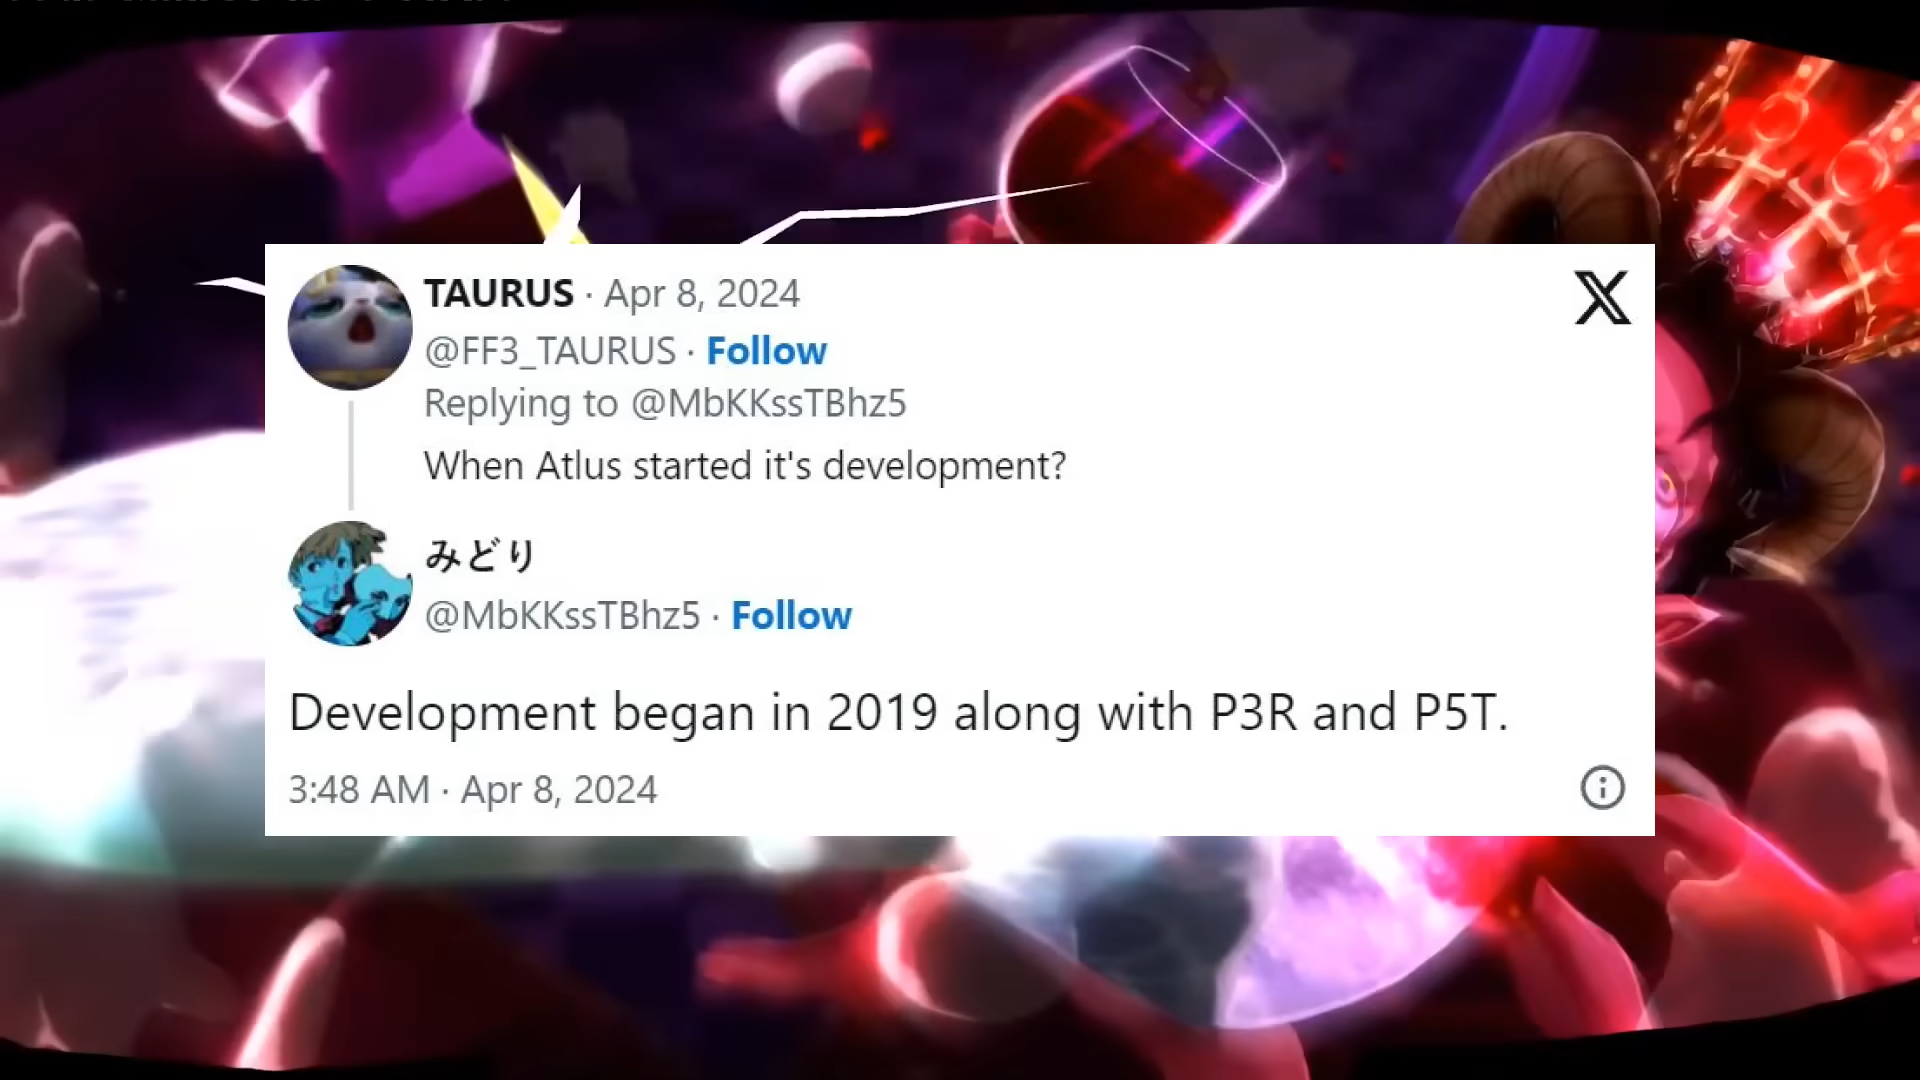 TAURUS · Apr 8, 2024
@FF3_TAURUS · Follow
Replying to @MbKKssTBhz5
When Atlus started it's development?
みどり
@MbKKssTBhz5 · Follow
Development began in 2019 along with P3R and P5T.
3:48 AM · Apr 8, 2024